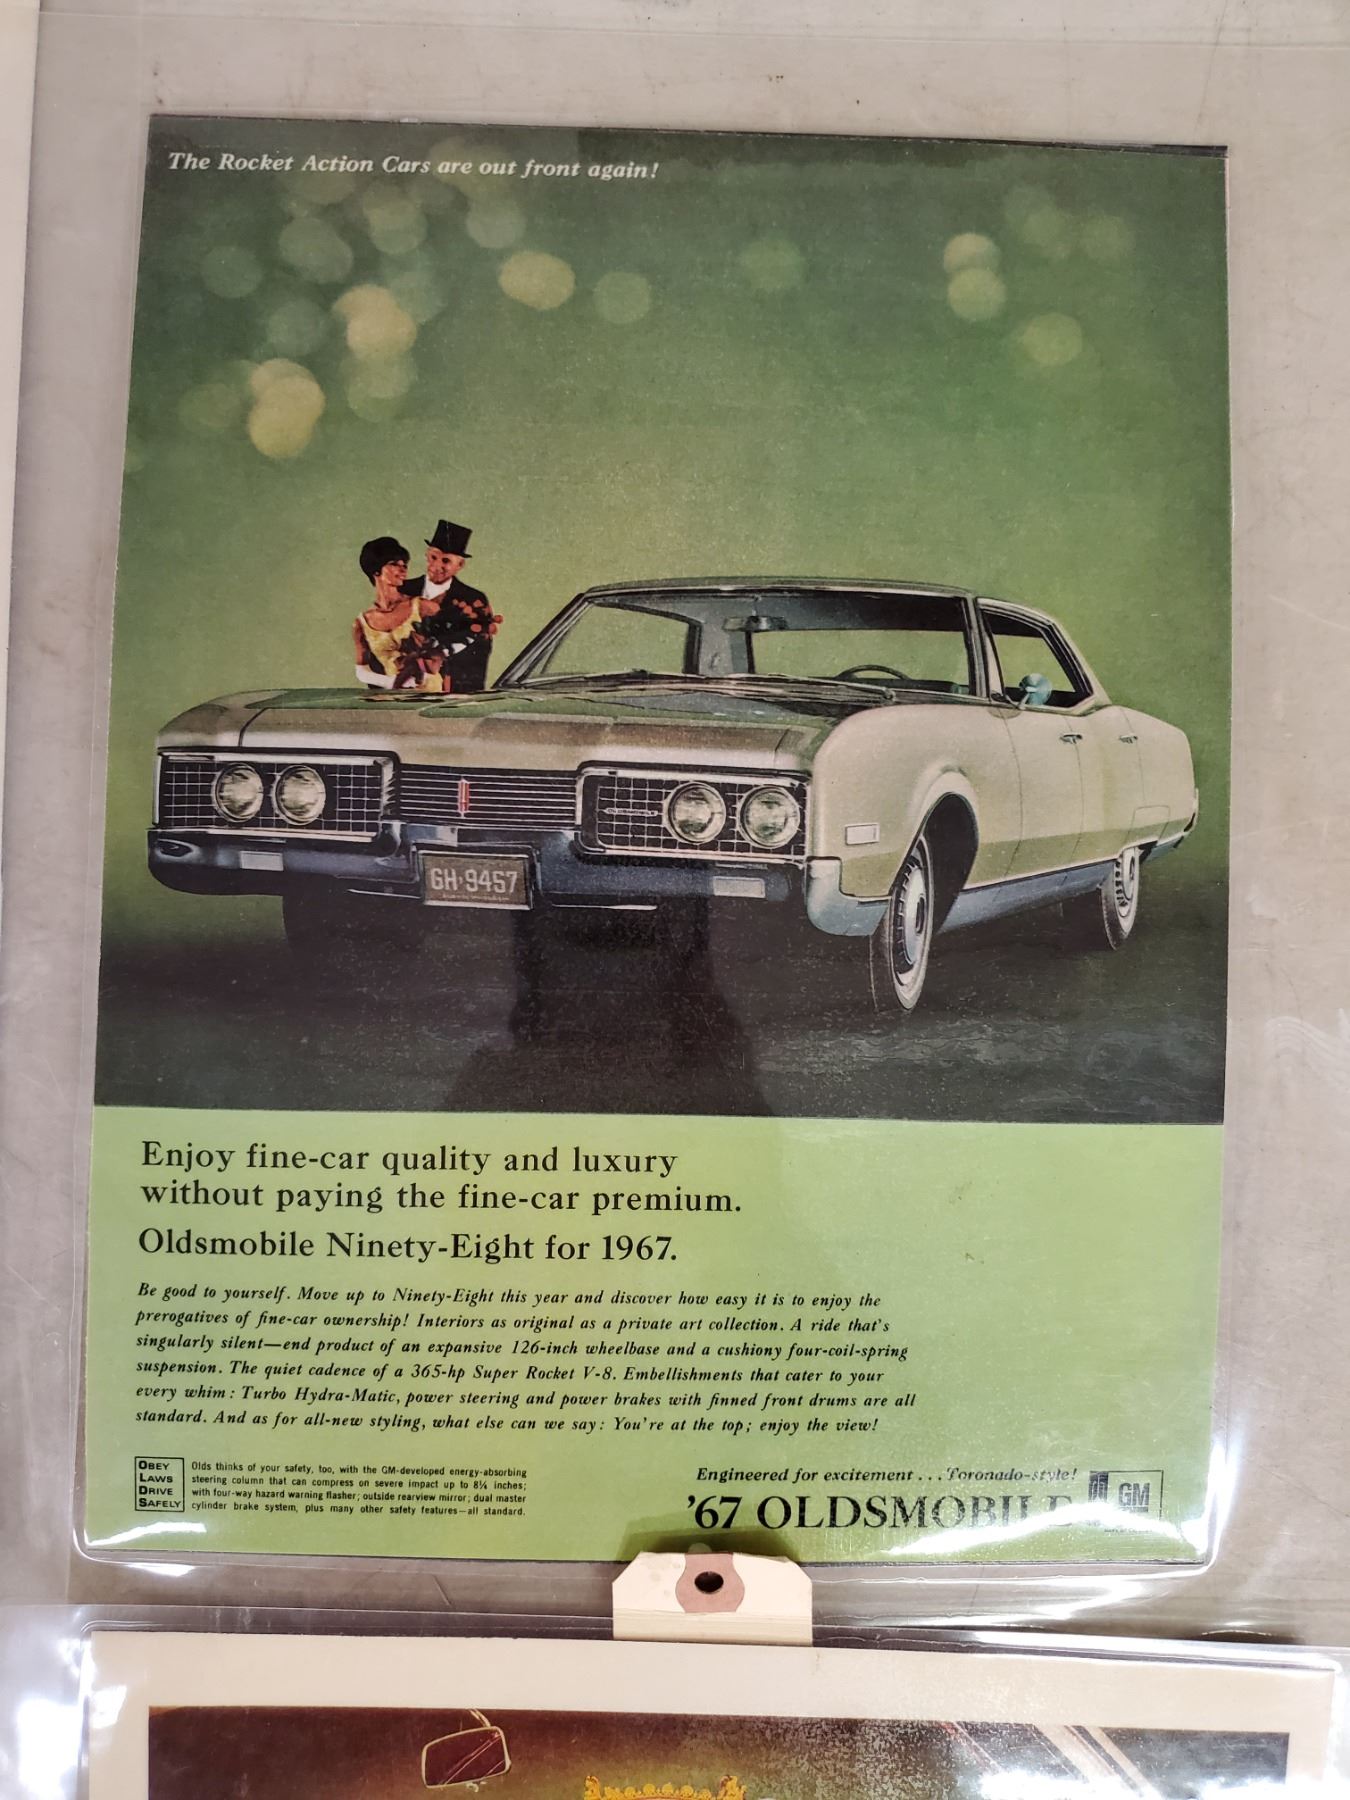 The Rocket Action Cars are out front again!
OLDSMOBILE
GH·9457
Enjoy fine-car quality and luxury
without paying the fine-car premium.
Oldsmobile Ninety-Eight for 1967.
Be good to yourself. Move up to Ninety-Eight this year and discover how easy it is to enjoy the
prerogatives of fine-car ownership! Interiors as original as a private art collection. A ride that's
singularly silent—end product of an expansive 126-inch wheelbase and a cushiony four-coil-spring
suspension. The quiet cadence of a 365-hp Super Rocket V-8. Embellishments that cater to your
every whim: Turbo Hydra-Matic, power steering and power brakes with finned front drums are all
standard. And as for all-new styling, what else can we say: You're at the top; enjoy the view!
OBEY
LAWS
DRIVE
SAFELY
Olds thinks of your safety, too, with the GM-developed energy-absorbing
steering column that can compress on severe impact up to 8¼ inches;
with four-way hazard warning flasher; outside rearview mirror; dual master
cylinder brake system, plus many other safety features—all standard.
Engineered for excitement . . . Toronado-style!
'67 OLDSMOBILE
GM